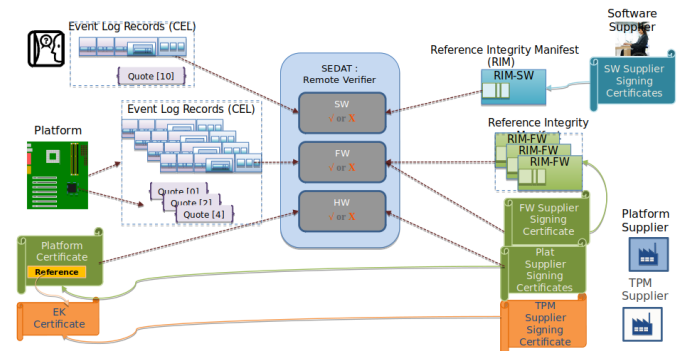 Event Log Records (CEL)
Quote [10]
Platform
Event Log Records (CEL)
Quote [0]
Quote [2]
Quote [4]
Platform
Certificate
Reference
EK
Certificate
SEDAT :
Remote Verifier
SW
√ or X
FW
√ or X
HW
√ or X
Software
Supplier
Reference Integrity Manifest
(RIM)
RIM-SW
SW Supplier
Signing
Certificates
Reference Integrity
RIM-FW
RIM-FW
RIM-FW
FW Supplier
Signing
Certificate
Plat
Supplier
Signing
Certificates
TPM
Supplier
Signing
Certificate
Platform
Supplier
TPM
Supplier